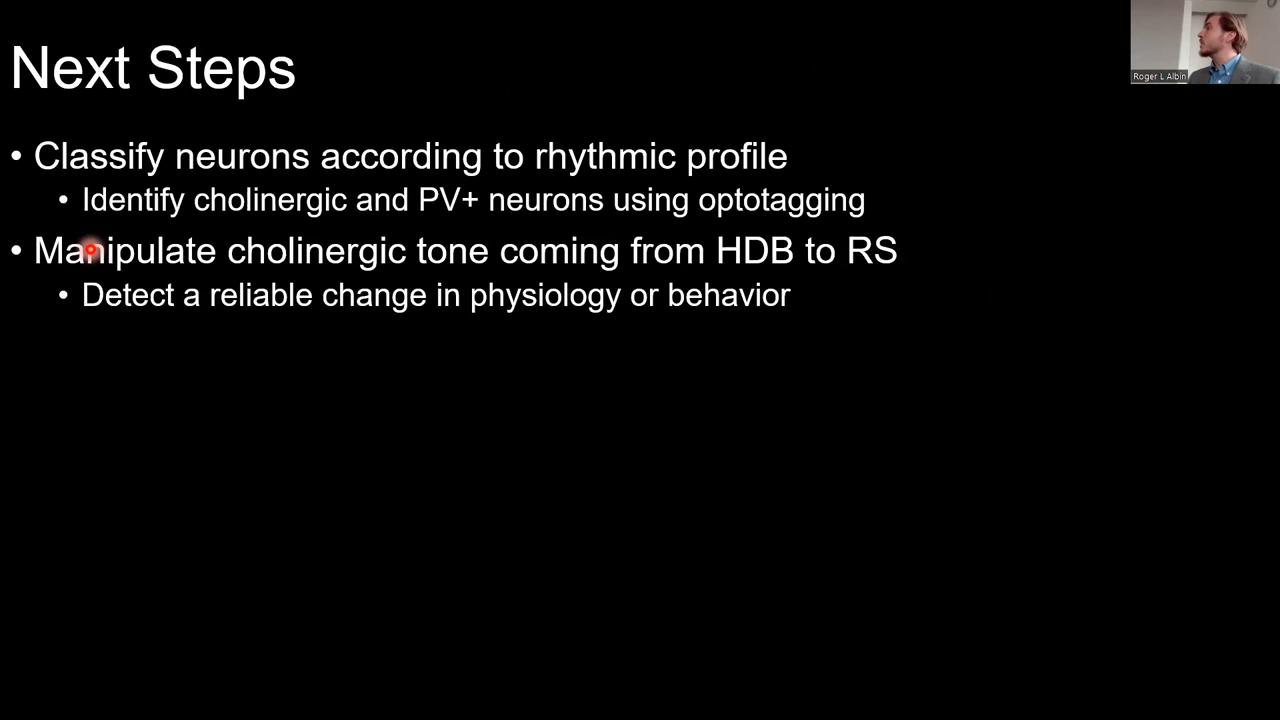 Next Steps
Roger L Albin
• Classify neurons according to rhythmic profile
• Identify cholinergic and PV+ neurons using optotagging
• Manipulate cholinergic tone coming from HDB to RS
• Detect a reliable change in physiology or behavior